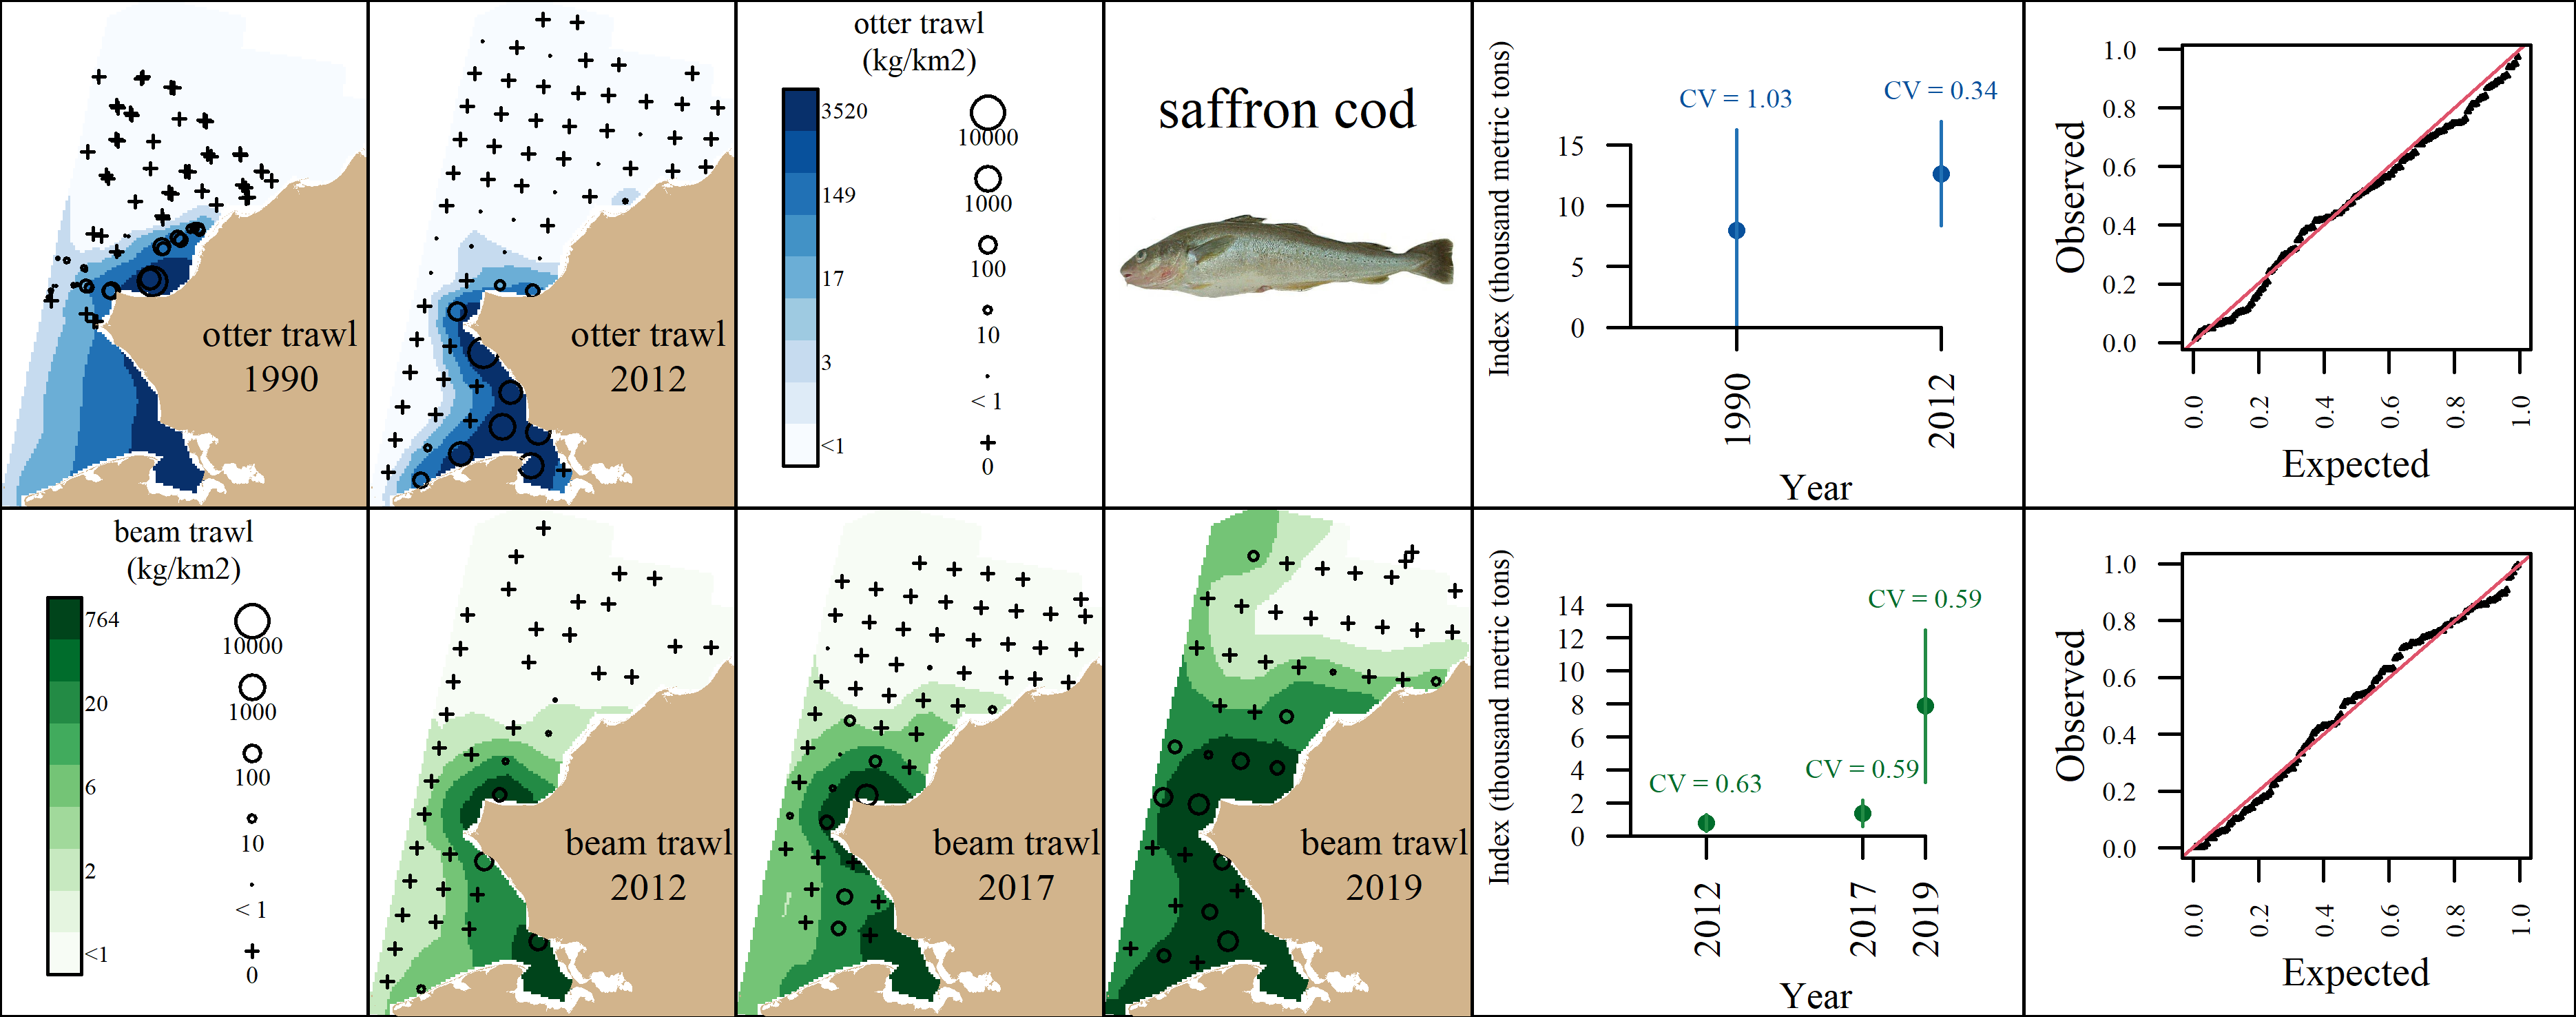 otter trawl
1990
otter trawl
2012
otter trawl
(kg/km2)
3520
149
17
3
<1
10000
1000
100
10
< 1
0
saffron cod
Index (thousand metric tons)
15
10
5
0
CV = 1.03
CV = 0.34
1990
2012
Year
Observed
1.0
0.8
0.6
0.4
0.2
0.0
0.0
0.2
0.4
0.6
0.8
1.0
Expected
beam trawl
(kg/km2)
764
20
6
2
<1
10000
1000
100
10
< 1
0
beam trawl
2012
beam trawl
2017
beam trawl
2019
Index (thousand metric tons)
14
12
10
8
6
4
2
0
CV = 0.63
CV = 0.59
CV = 0.59
2012
2017
2019
Year
Observed
1.0
0.8
0.6
0.4
0.2
0.0
0.0
0.2
0.4
0.6
0.8
1.0
Expected